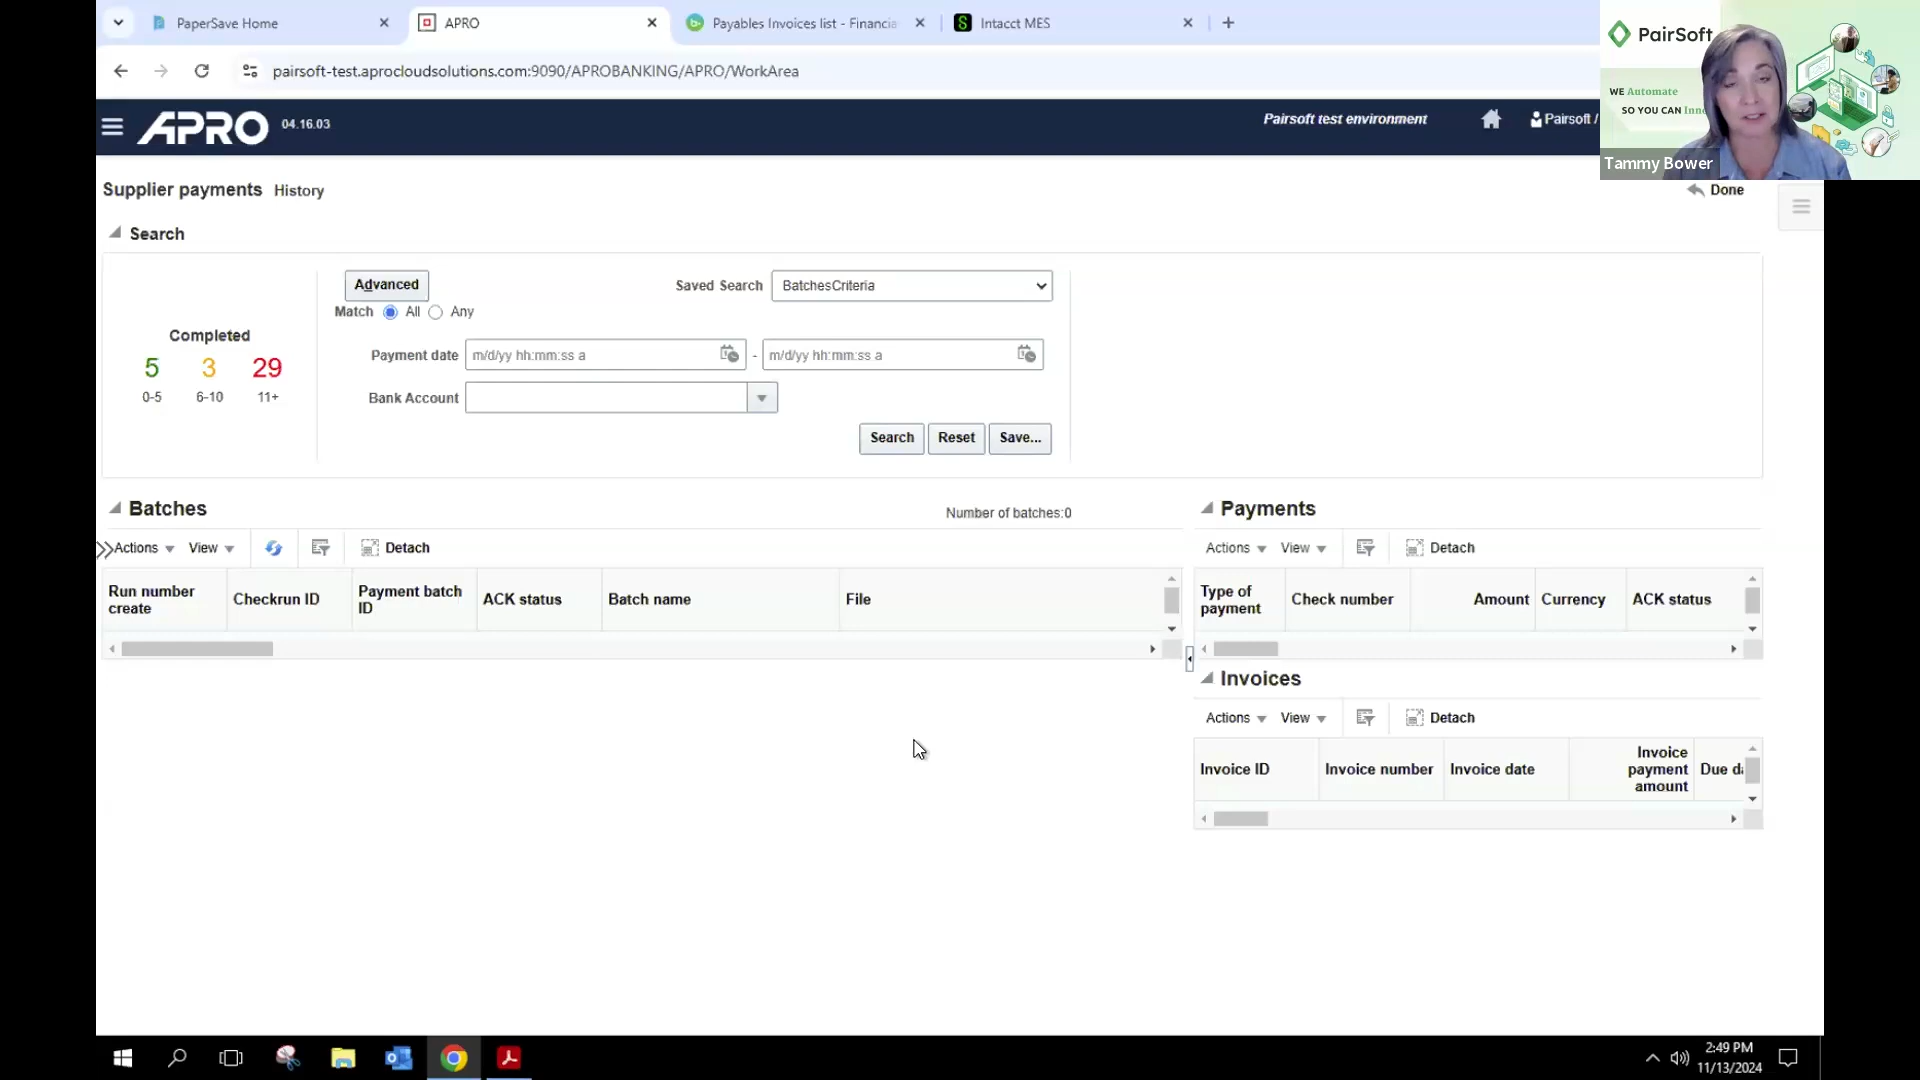 PaperSave Home
APRO
Payables Invoices list - Financia
Intacct MES
pairsoft-test.aprocloudsolutions.com:9090/APROBANKING/APRO/WorkArea
PairSoft
WE Automate
SO YOU CAN Inn
Tammy Bower
APRO 04.16.03
Pairsoft test environment
Pairsoft /
Supplier payments History
Done
Search
Advanced
Saved Search BatchesCriteria
Match All Any
Completed
5 3 29
0-5 6-10 11+
Payment date m/d/yy hh:mm:ss a - m/d/yy hh:mm:ss a
Bank Account
Search Reset Save...
Batches
Number of batches:0
Actions View Detach
Run number create Checkrun ID Payment batch ID ACK status Batch name File
Payments
Actions View Detach
Type of payment Check number Amount Currency ACK status
Invoices
Actions View Detach
Invoice ID Invoice number Invoice date Invoice payment amount Due da
2:49 PM
11/13/2024